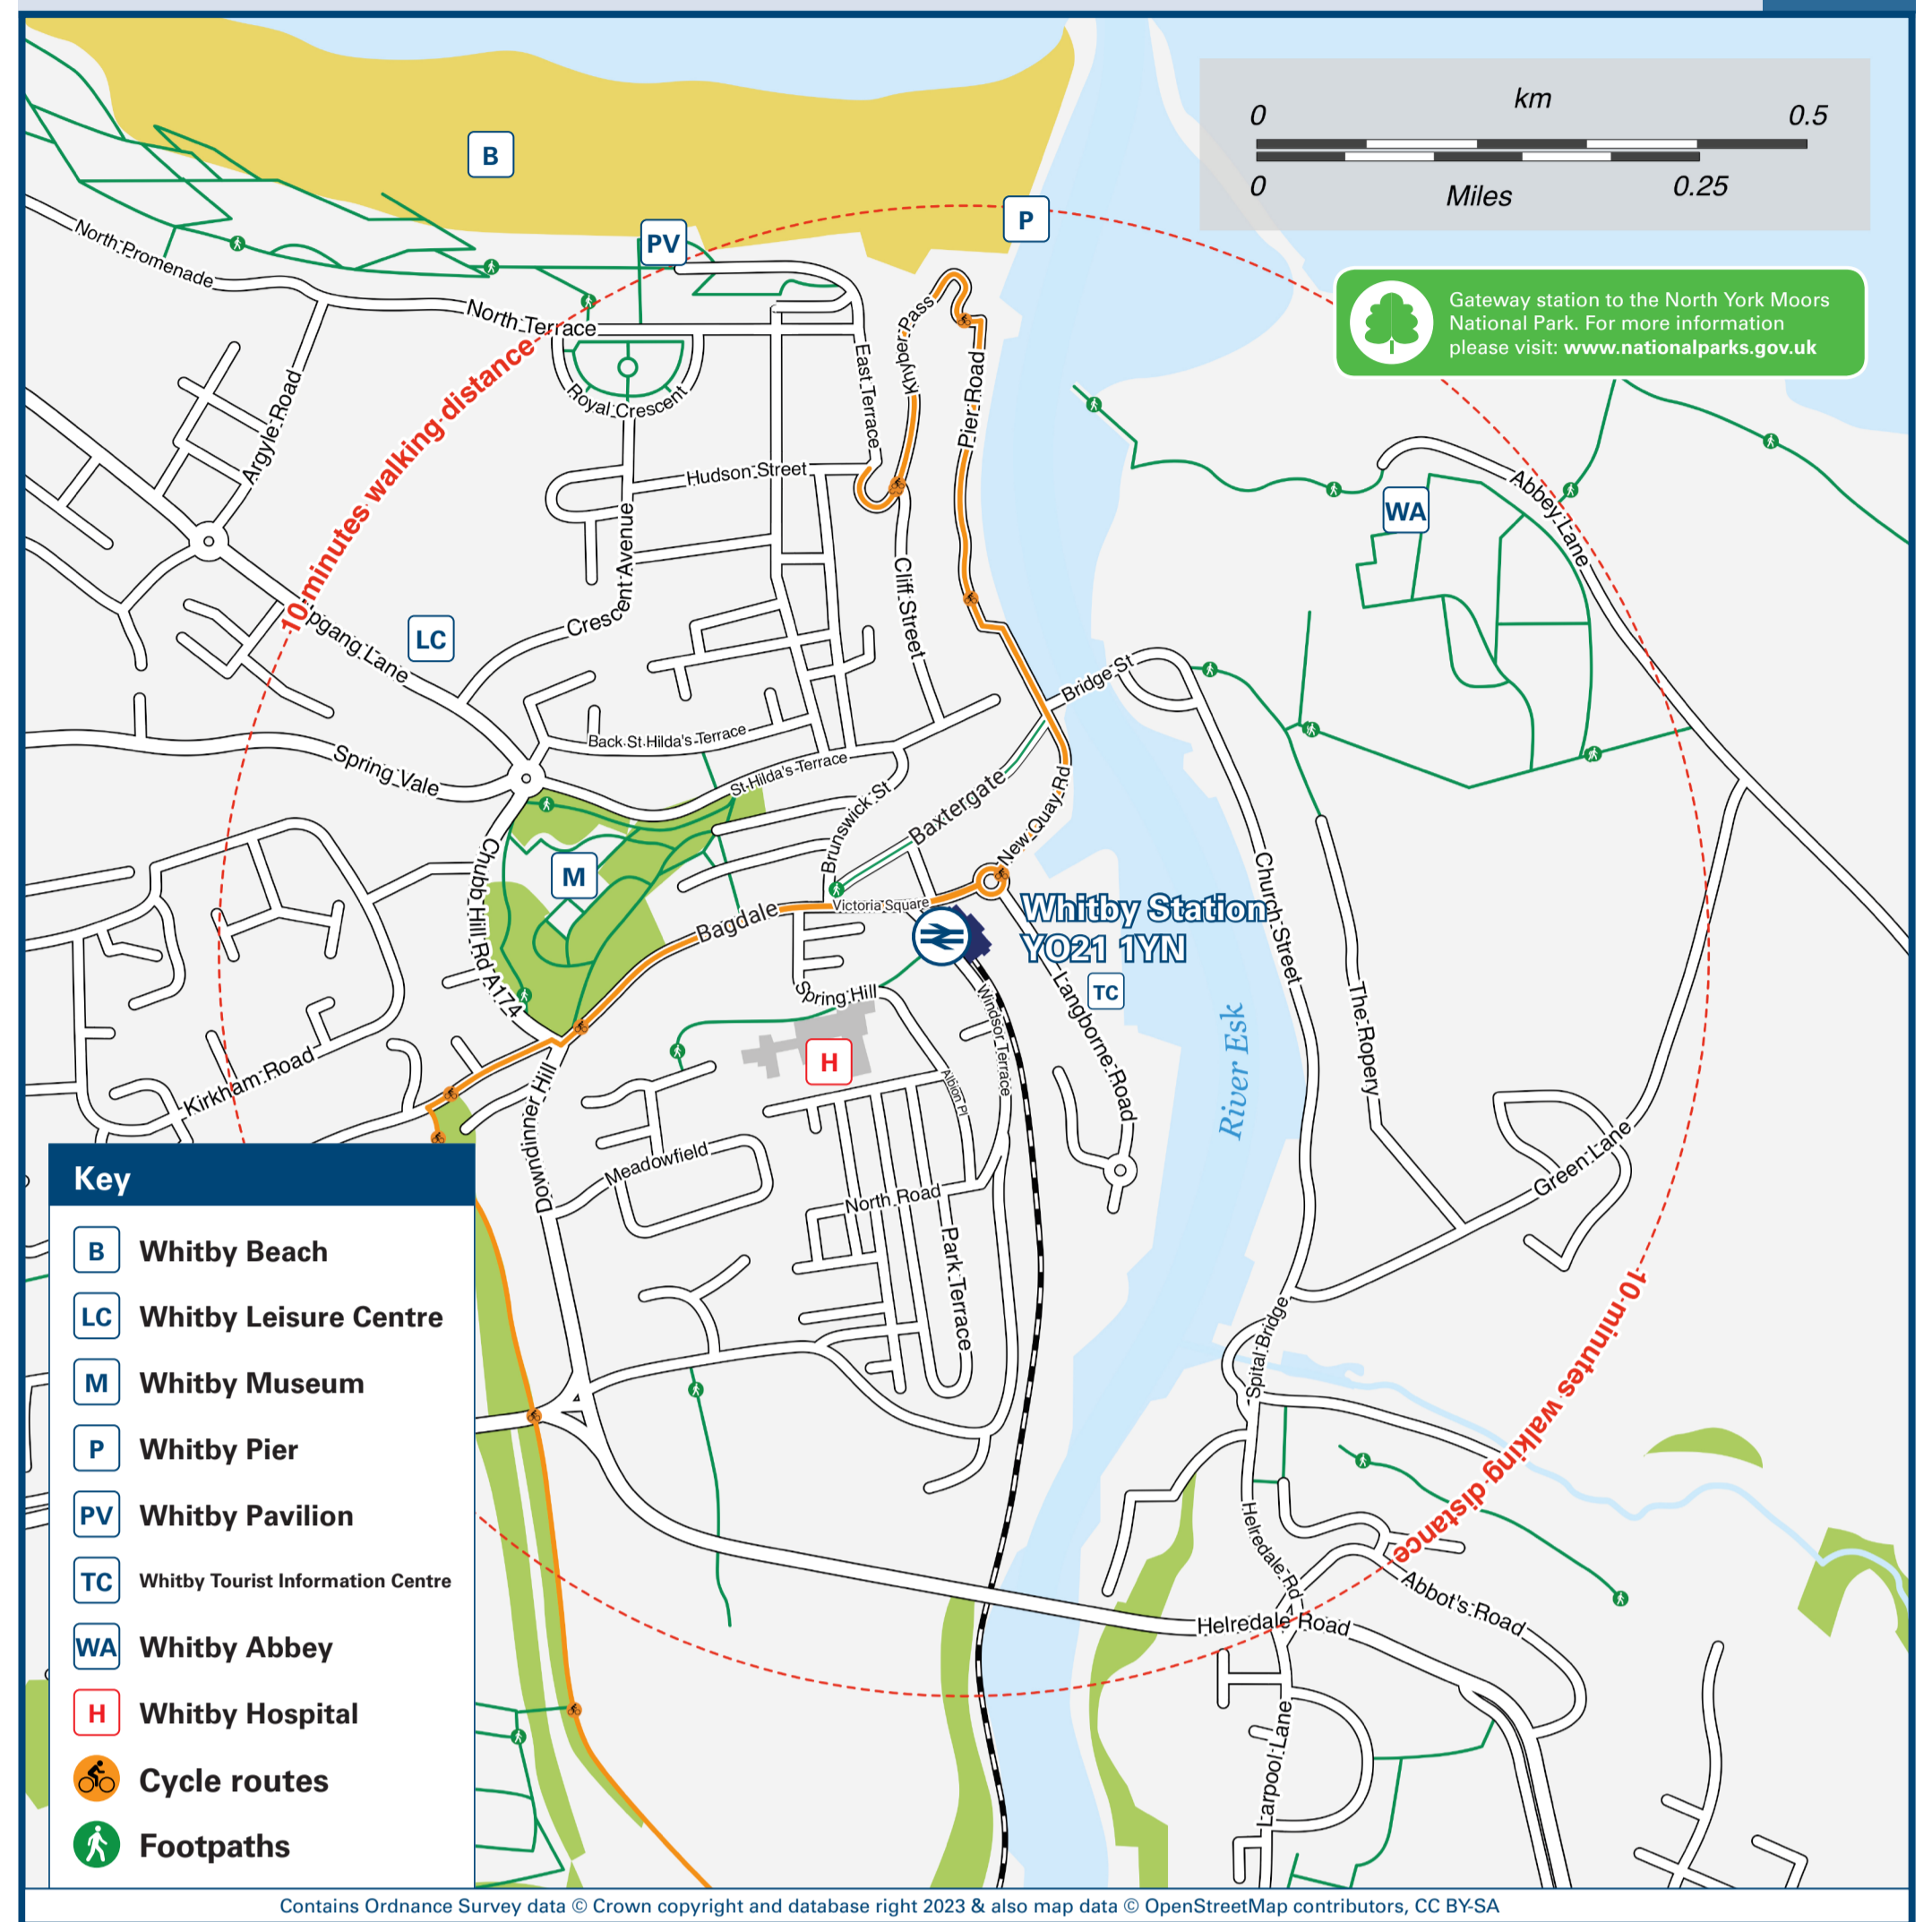 km
0
0.5
0
0.25
Miles
B
P
PV
Gateway station to the North York Moors
National Park. For more information
please visit: www.nationalparks.gov.uk
North Promenade
North Terrace
Khyber Pass
East Terrace
Pier Road
Royal Crescent
Argyle Road
10 minutes walking distance
Hudson Street
WA
Abbey Lane
Crescent Avenue
Cliff Street
LC
pgang Lane
Bridge St
Back St Hilda's Terrace
St Hilda's Terrace
Spring Vale
Brunswick St
Baxtergate
New Quay Rd
M
Chubb Hill Rd A174
Bagdale
Victoria Square
Whitby Station
YO21 1YN
Church Street
TC
Spring Hill
Windsor Terrace
Langborne Road
River Esk
The Ropery
H
Albion Pl
Kirkham Road
Downdinner Hill
Meadowfield
North Road
Park Terrace
Green Lane
Spital Bridge
10 minutes walking distance
Helredale Rd
Abbot's Road
Helredale Road
Larpool Lane
Key
B Whitby Beach
LC Whitby Leisure Centre
M Whitby Museum
P Whitby Pier
PV Whitby Pavilion
TC Whitby Tourist Information Centre
WA Whitby Abbey
H Whitby Hospital
Cycle routes
Footpaths
Contains Ordnance Survey data © Crown copyright and database right 2023 & also map data © OpenStreetMap contributors, CC BY-SA